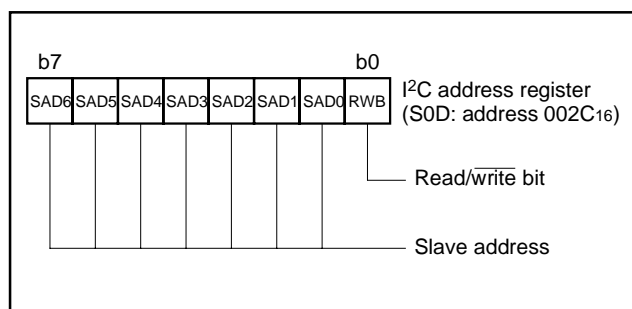 b7 b0
SAD6 SAD5 SAD4 SAD3 SAD2 SAD1 SAD0 RWB
I²C address register
(S0D: address 002C₁₆)
Read/w̅r̅i̅t̅e̅ bit
Slave address